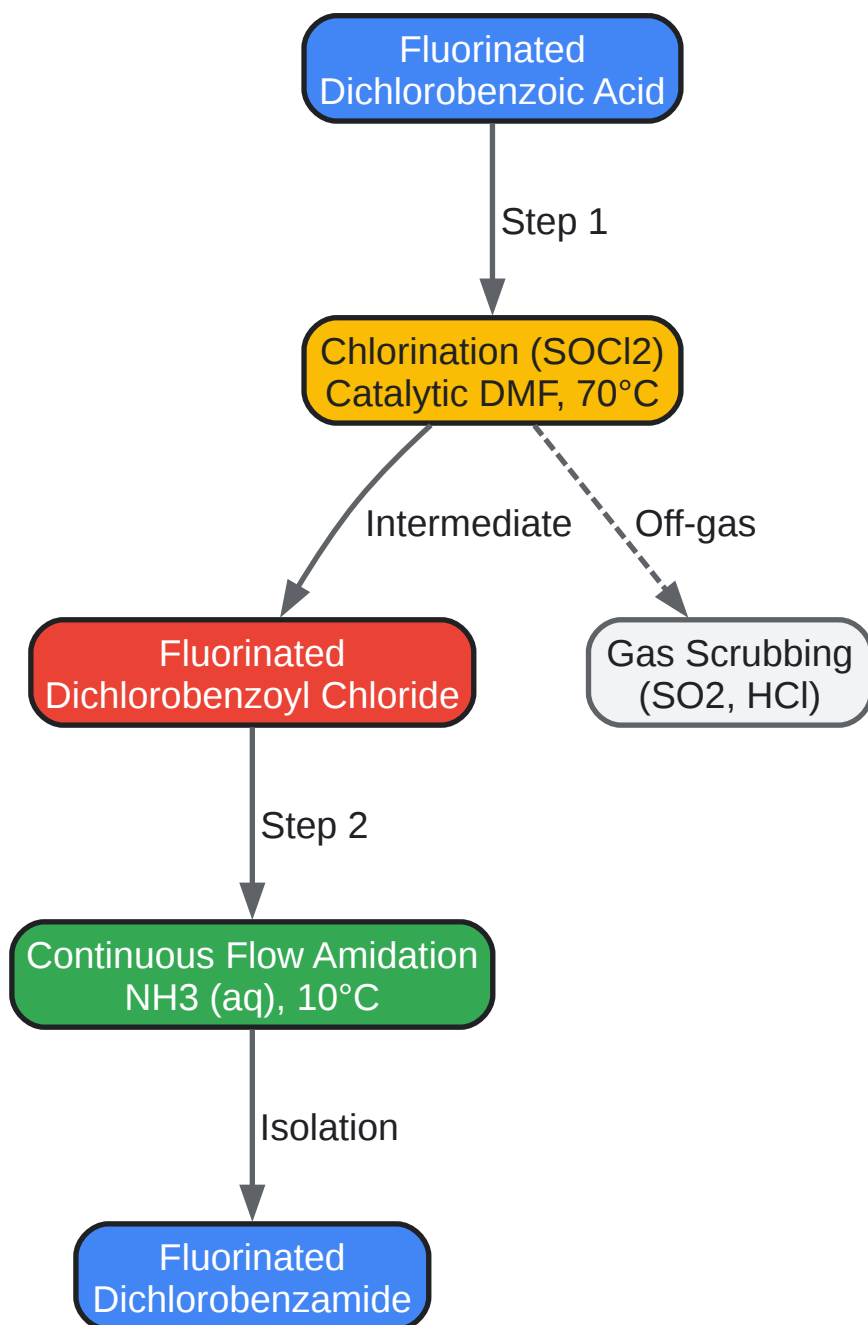 Fluorinated
Dichlorobenzoic Acid
Step 1
Chlorination (SOCl2)
Catalytic DMF, 70°C
Intermediate
Off-gas
Fluorinated
Dichlorobenzoyl Chloride
Gas Scrubbing
(SO2, HCl)
Step 2
Continuous Flow Amidation
NH3 (aq), 10°C
Isolation
Fluorinated
Dichlorobenzamide